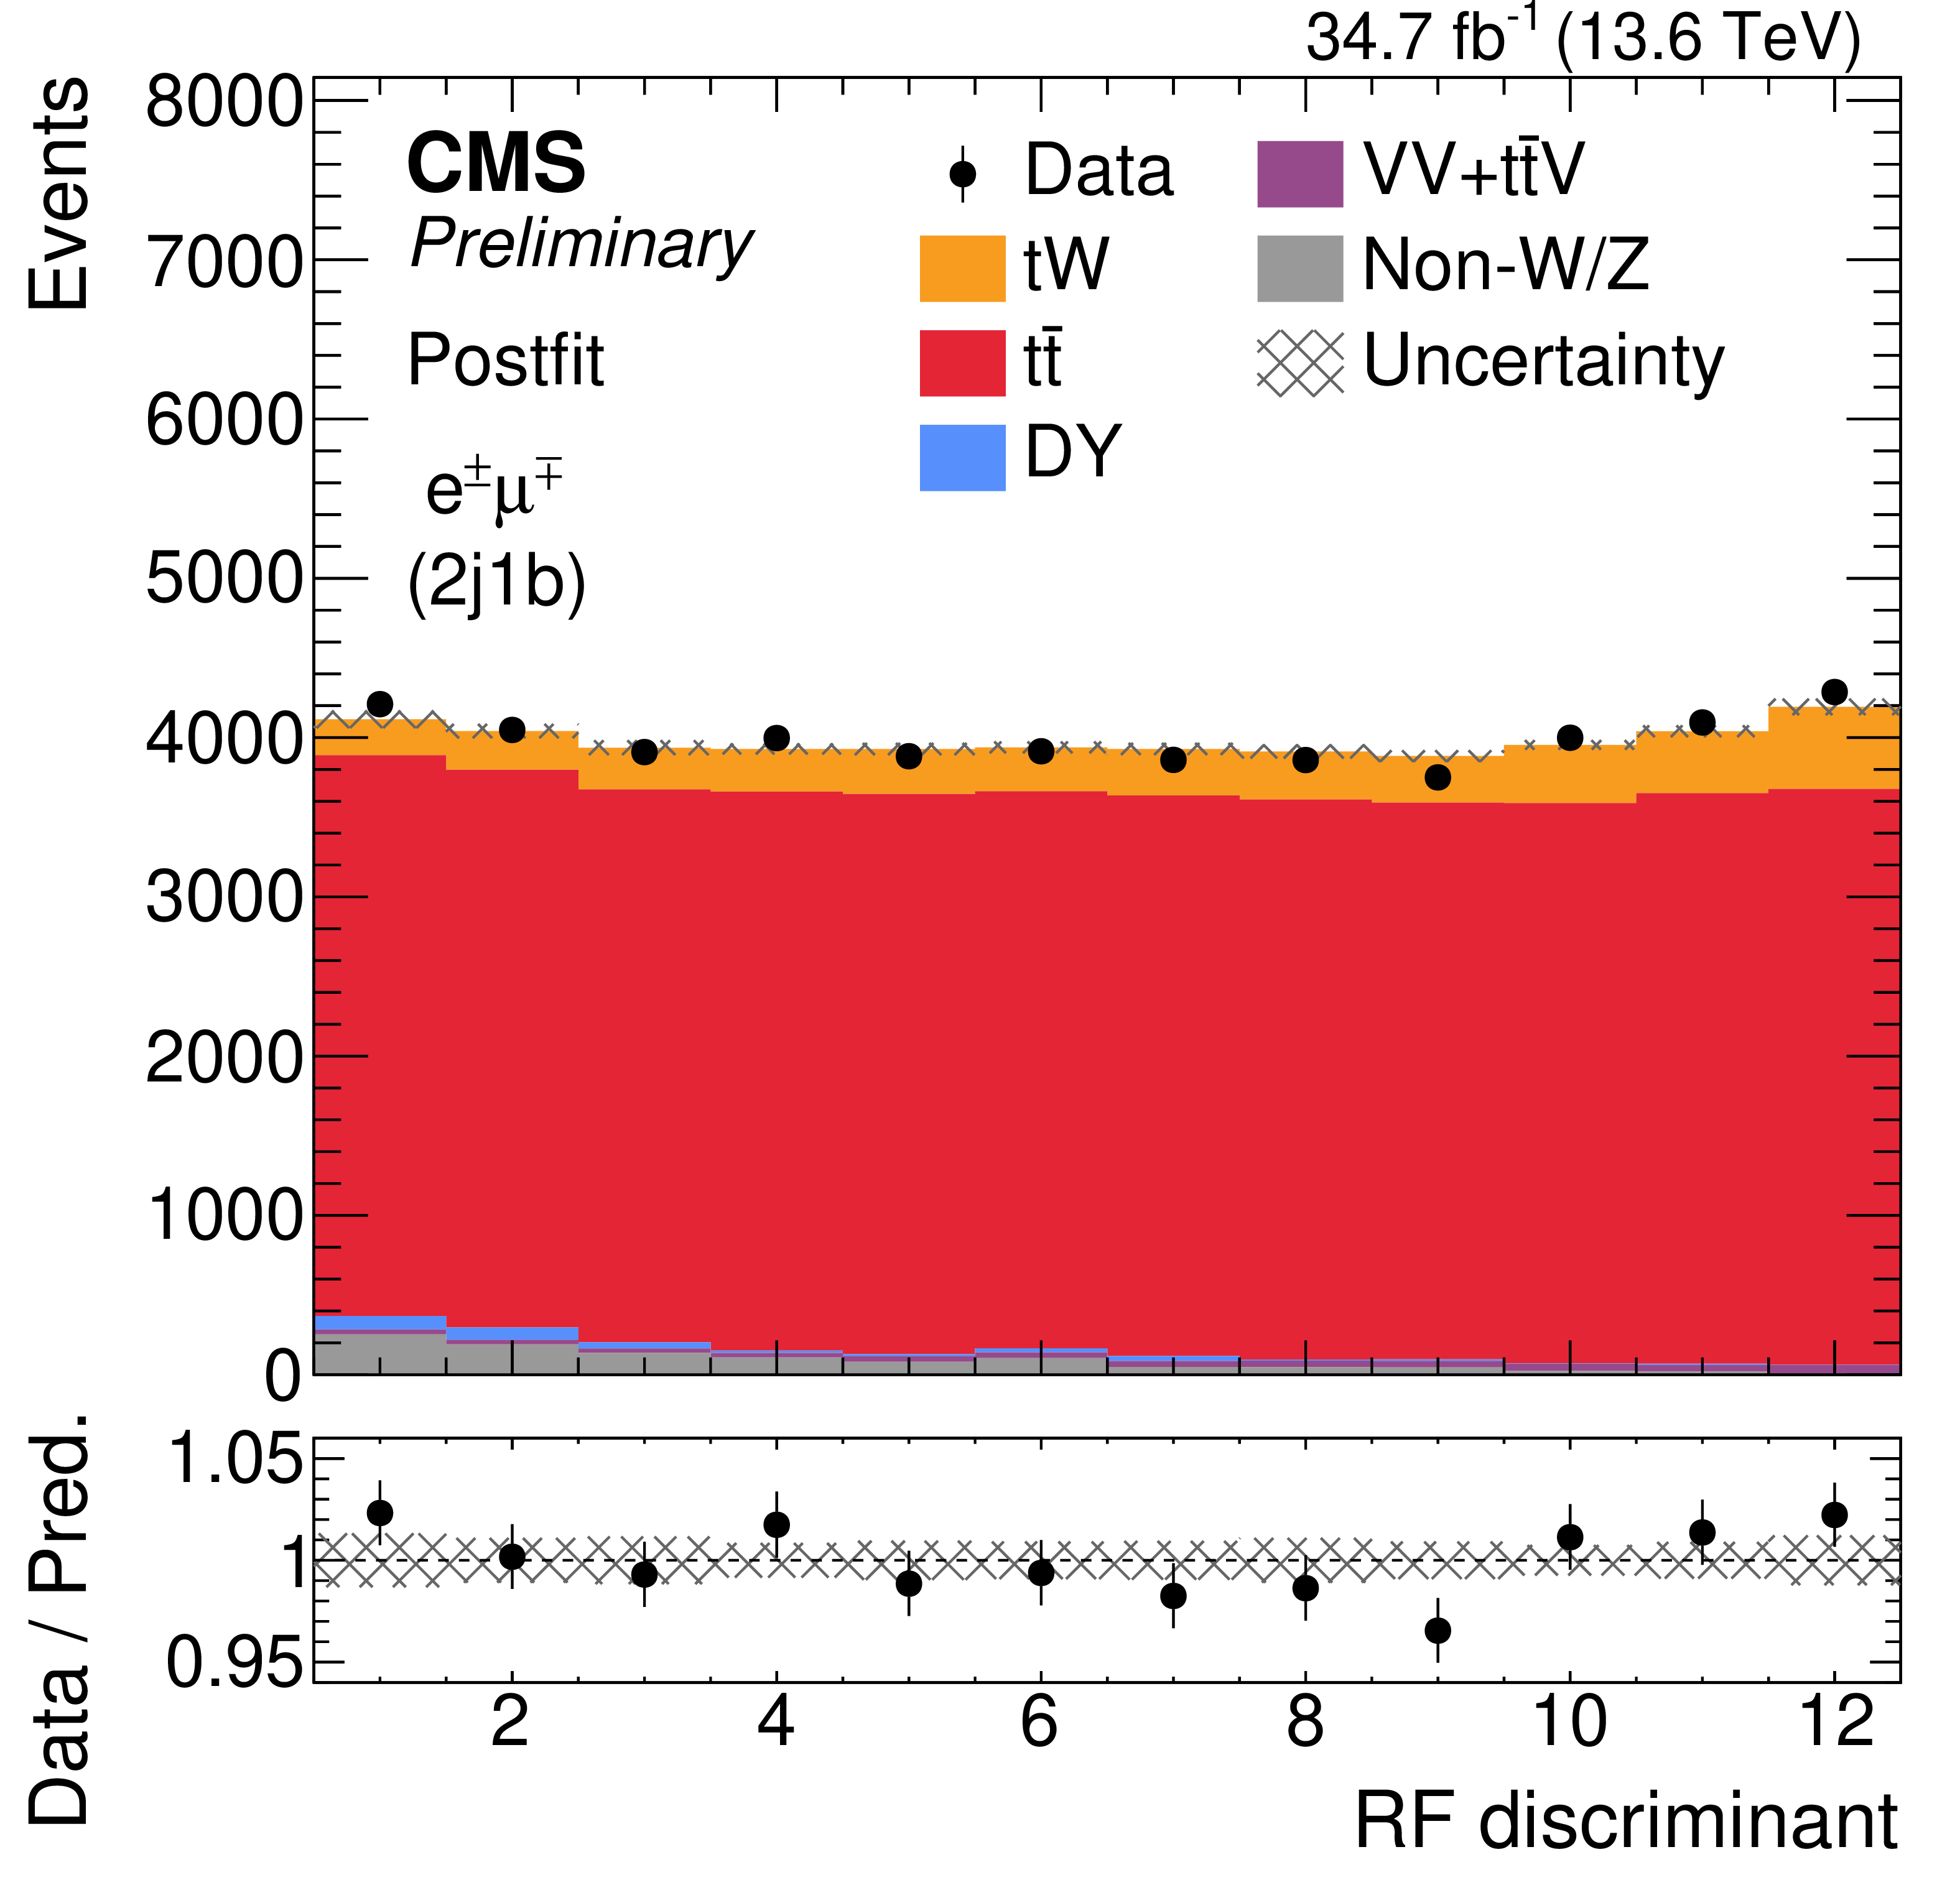 34.7 fb⁻¹ (13.6 TeV)
Events
8000
7000
6000
5000
4000
3000
2000
1000
0
CMS
Preliminary
Postfit
e±μ∓
(2j1b)
Data
tW
tt̄
DY
VV+tt̄V
Non-W/Z
Uncertainty
Data / Pred.
1.05
1
0.95
2 4 6 8 10 12
RF discriminant